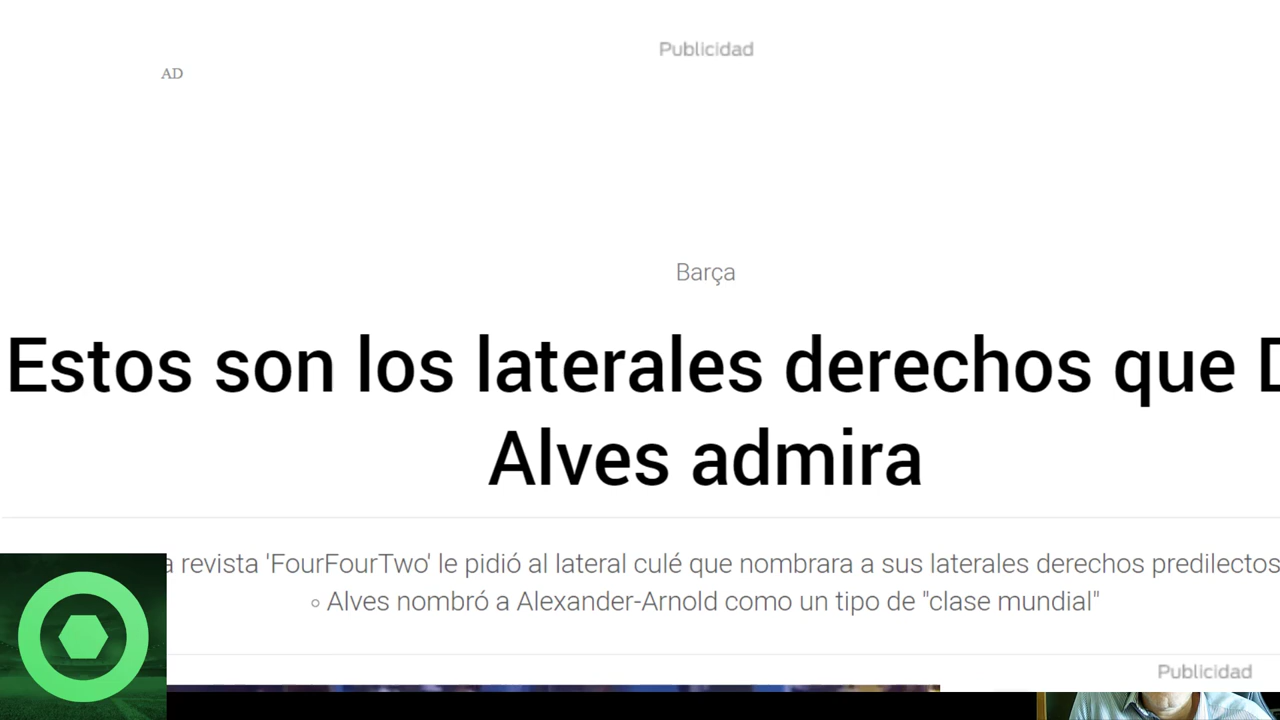 Publicidad
AD
Barça
Estos son los laterales derechos que
Alves admira
revista 'FourFourTwo' le pidió al lateral culé que nombrara a sus laterales derechos predilectos
Alves nombró a Alexander-Arnold como un tipo de "clase mundial"
Publicidad